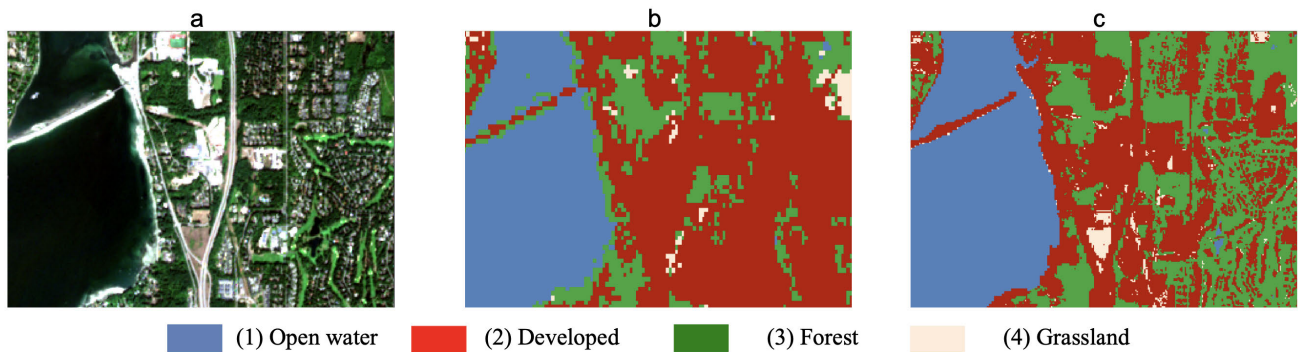 a b c
(1) Open water (2) Developed (3) Forest (4) Grassland